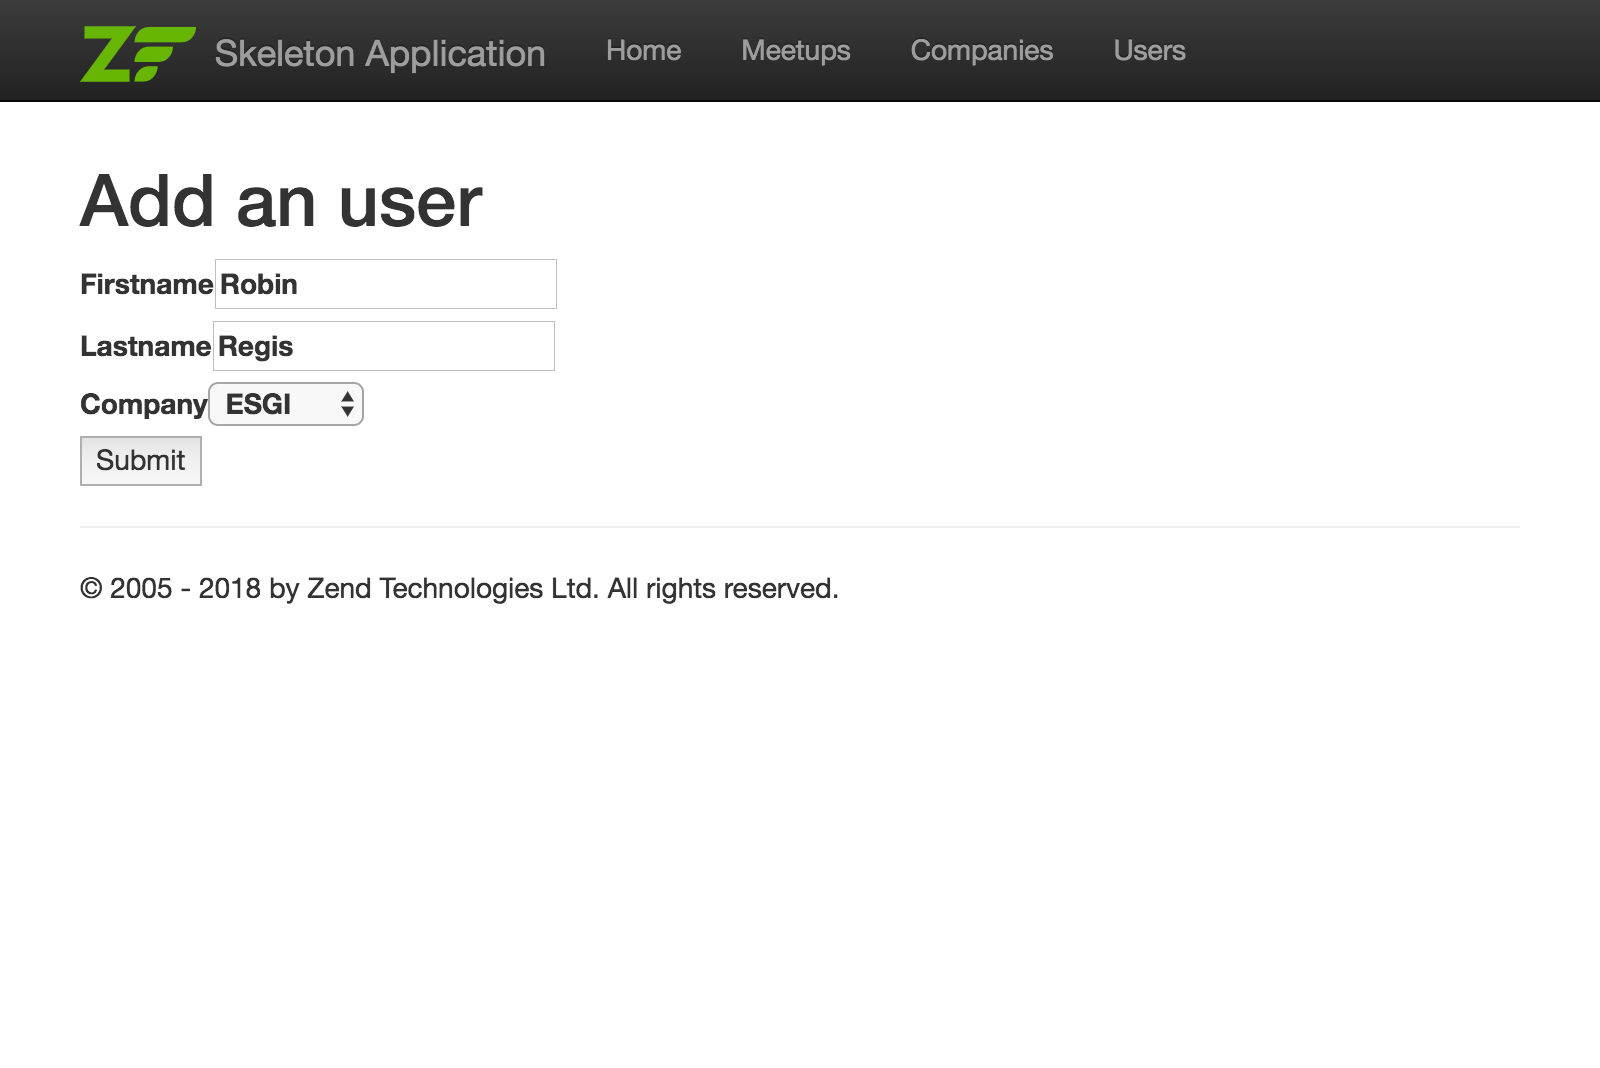 ZF Skeleton Application Home Meetups Companies Users
Add an user
Firstname Robin
Lastname Regis
Company ESGI
Submit
© 2005 - 2018 by Zend Technologies Ltd. All rights reserved.